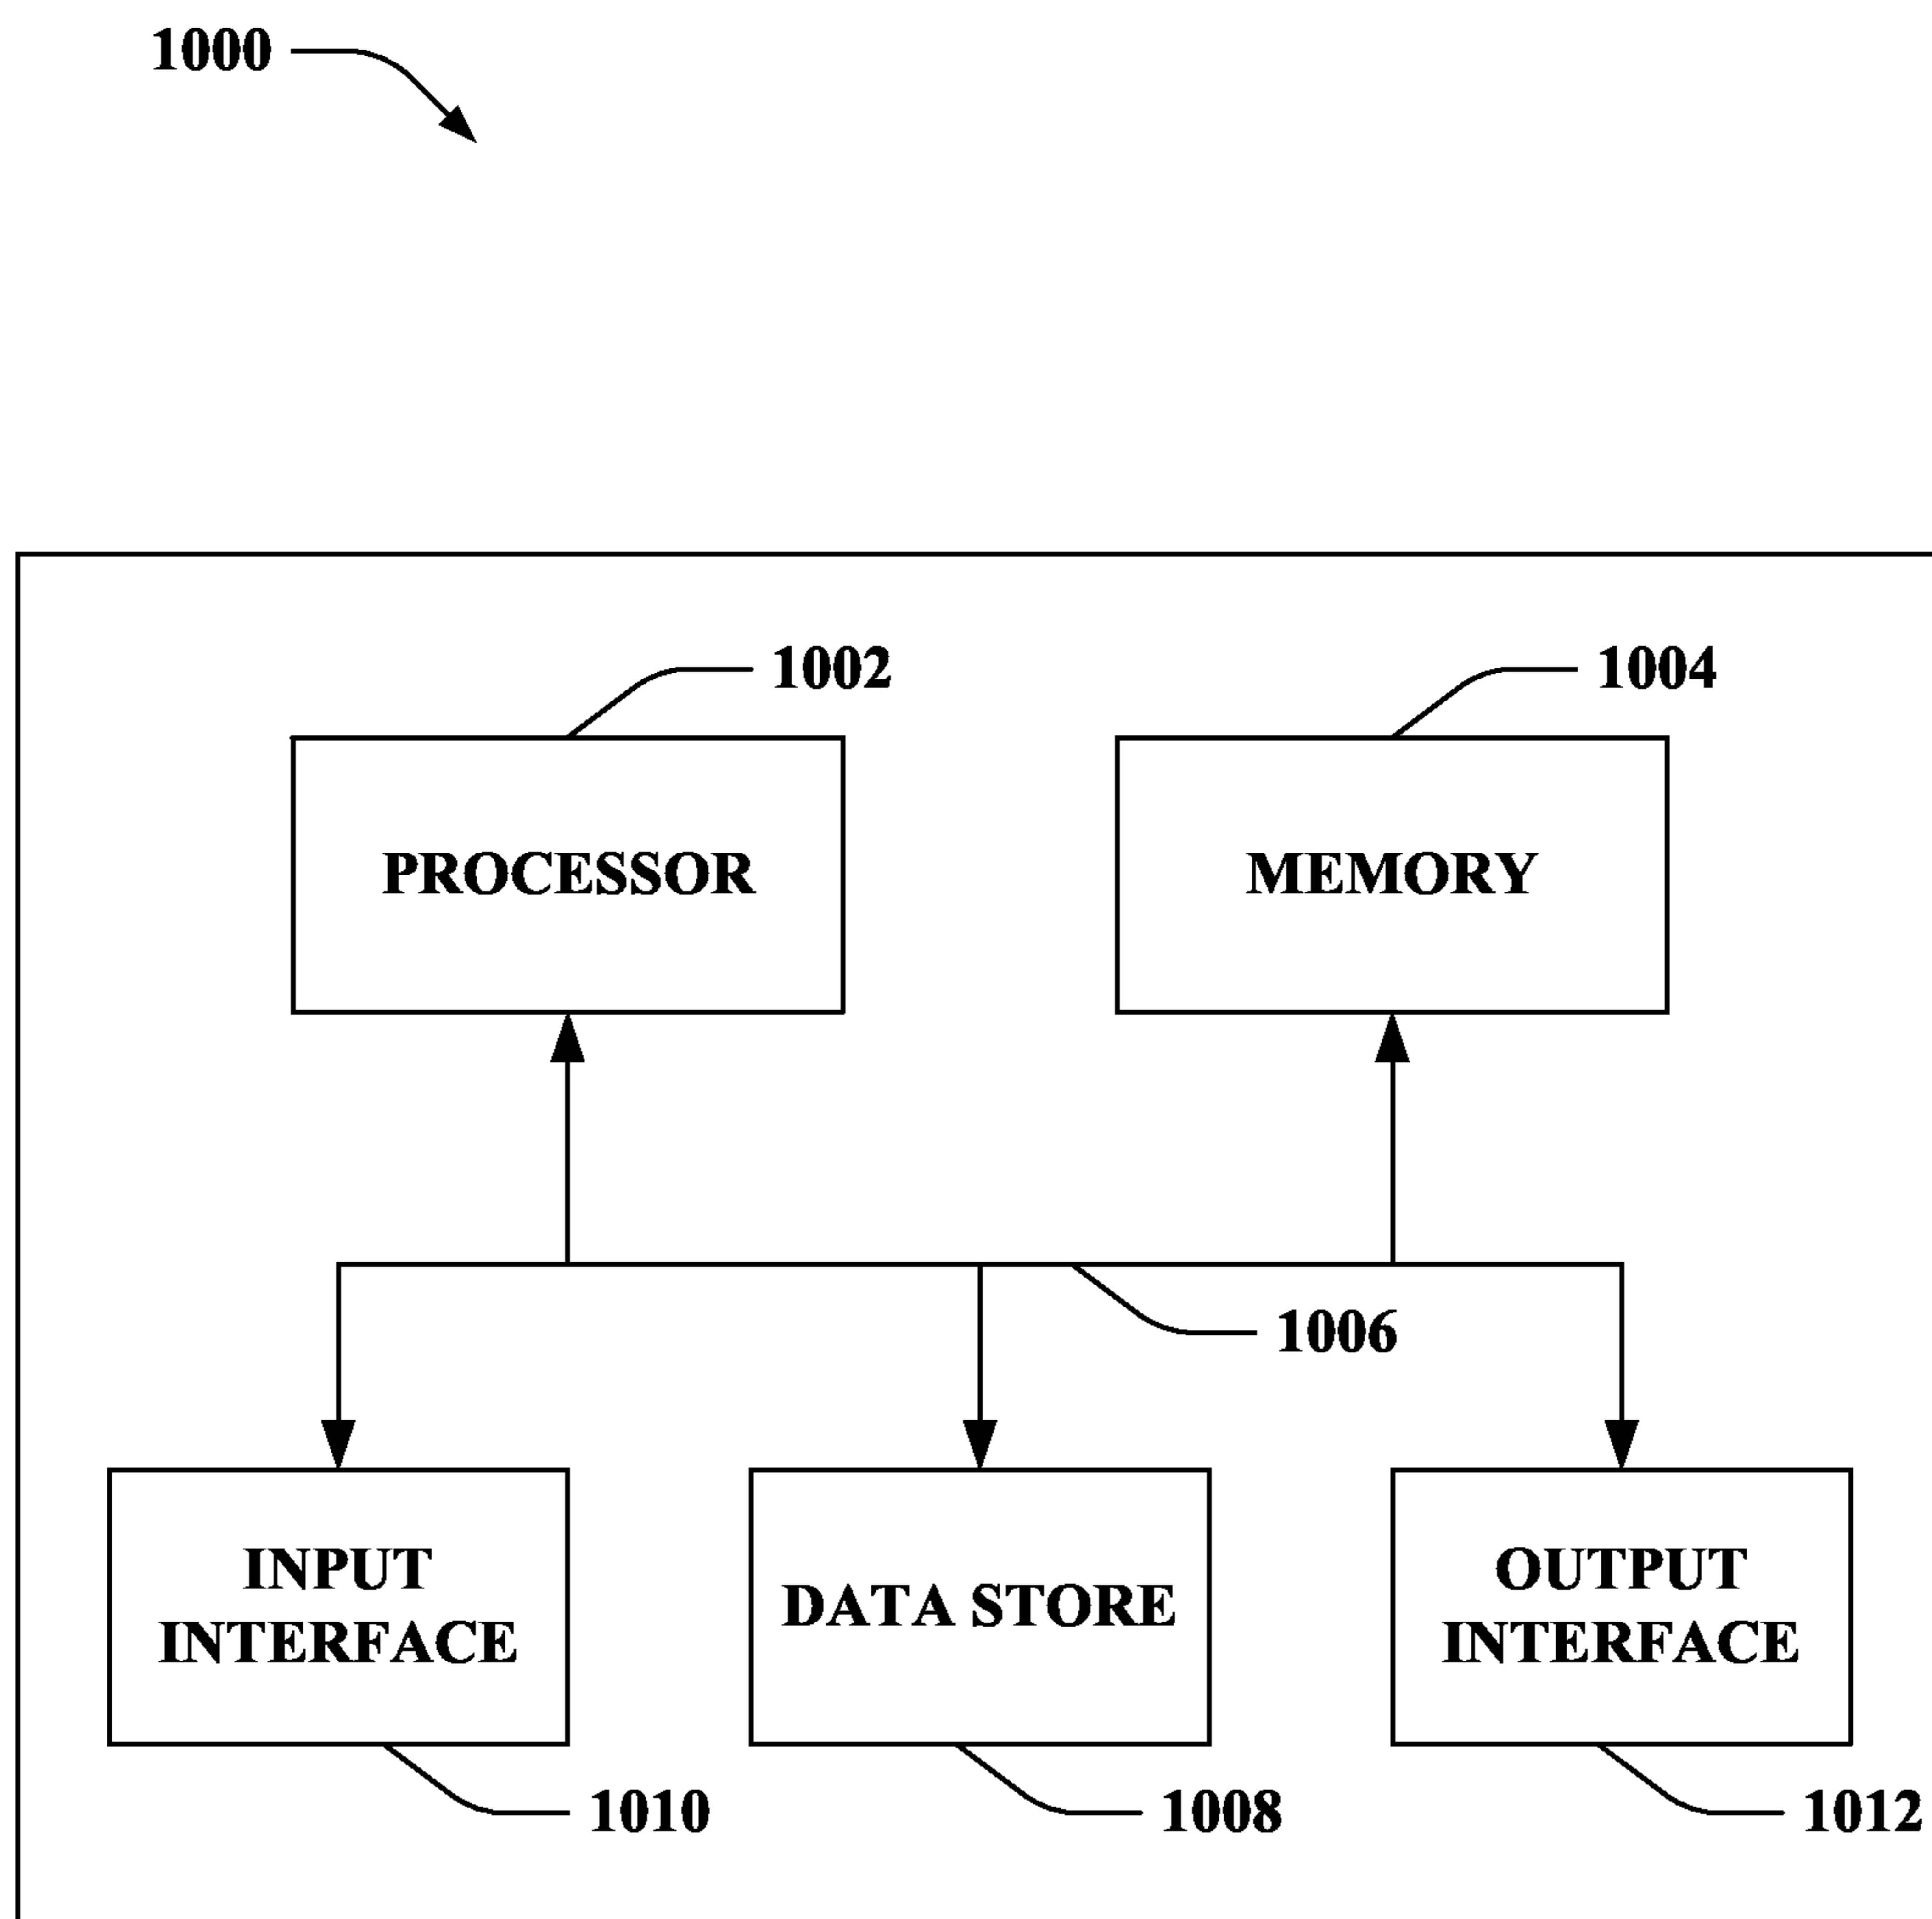 1000
1002
1004
PROCESSOR
MEMORY
1006
INPUT
INTERFACE
DATA STORE
OUTPUT
INTERFACE
1010
1008
1012